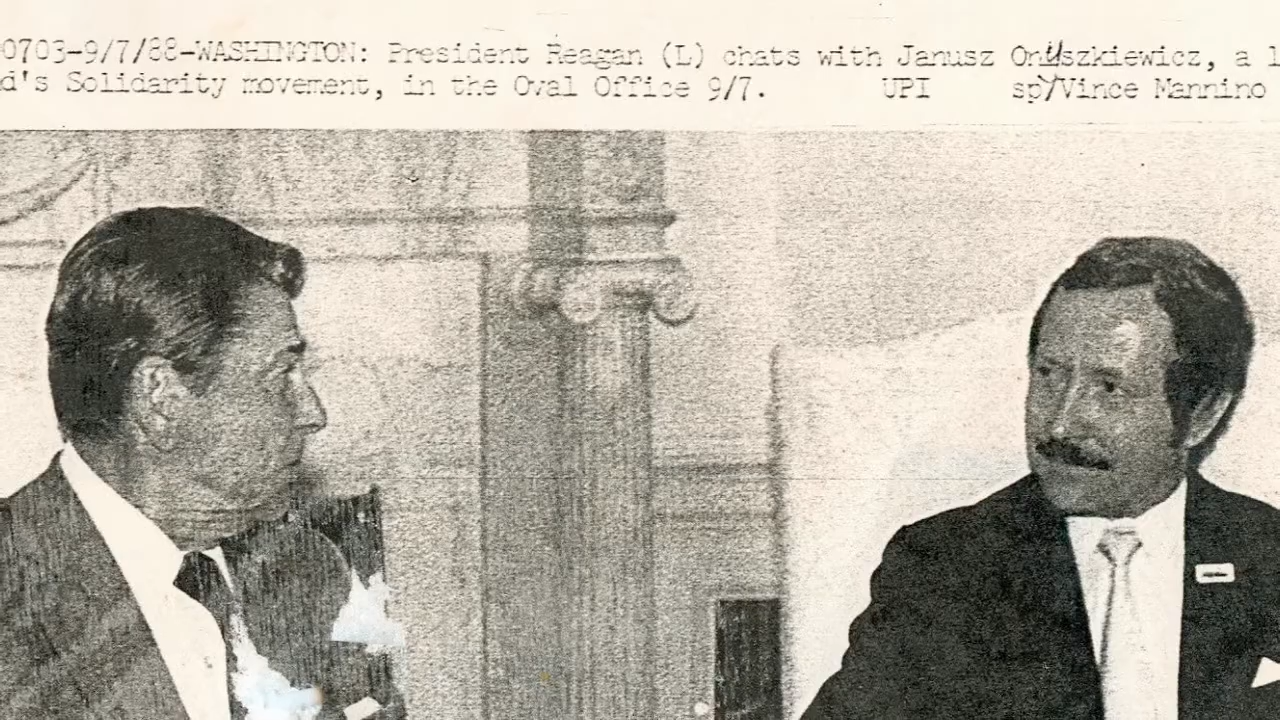 0703-9/7/88-WASHINGTON: President Reagan (L) chats with Janusz Onyszkiewicz, a l
d's Solidarity movement, in the Oval Office 9/7. UPI sp/Vince Mannino